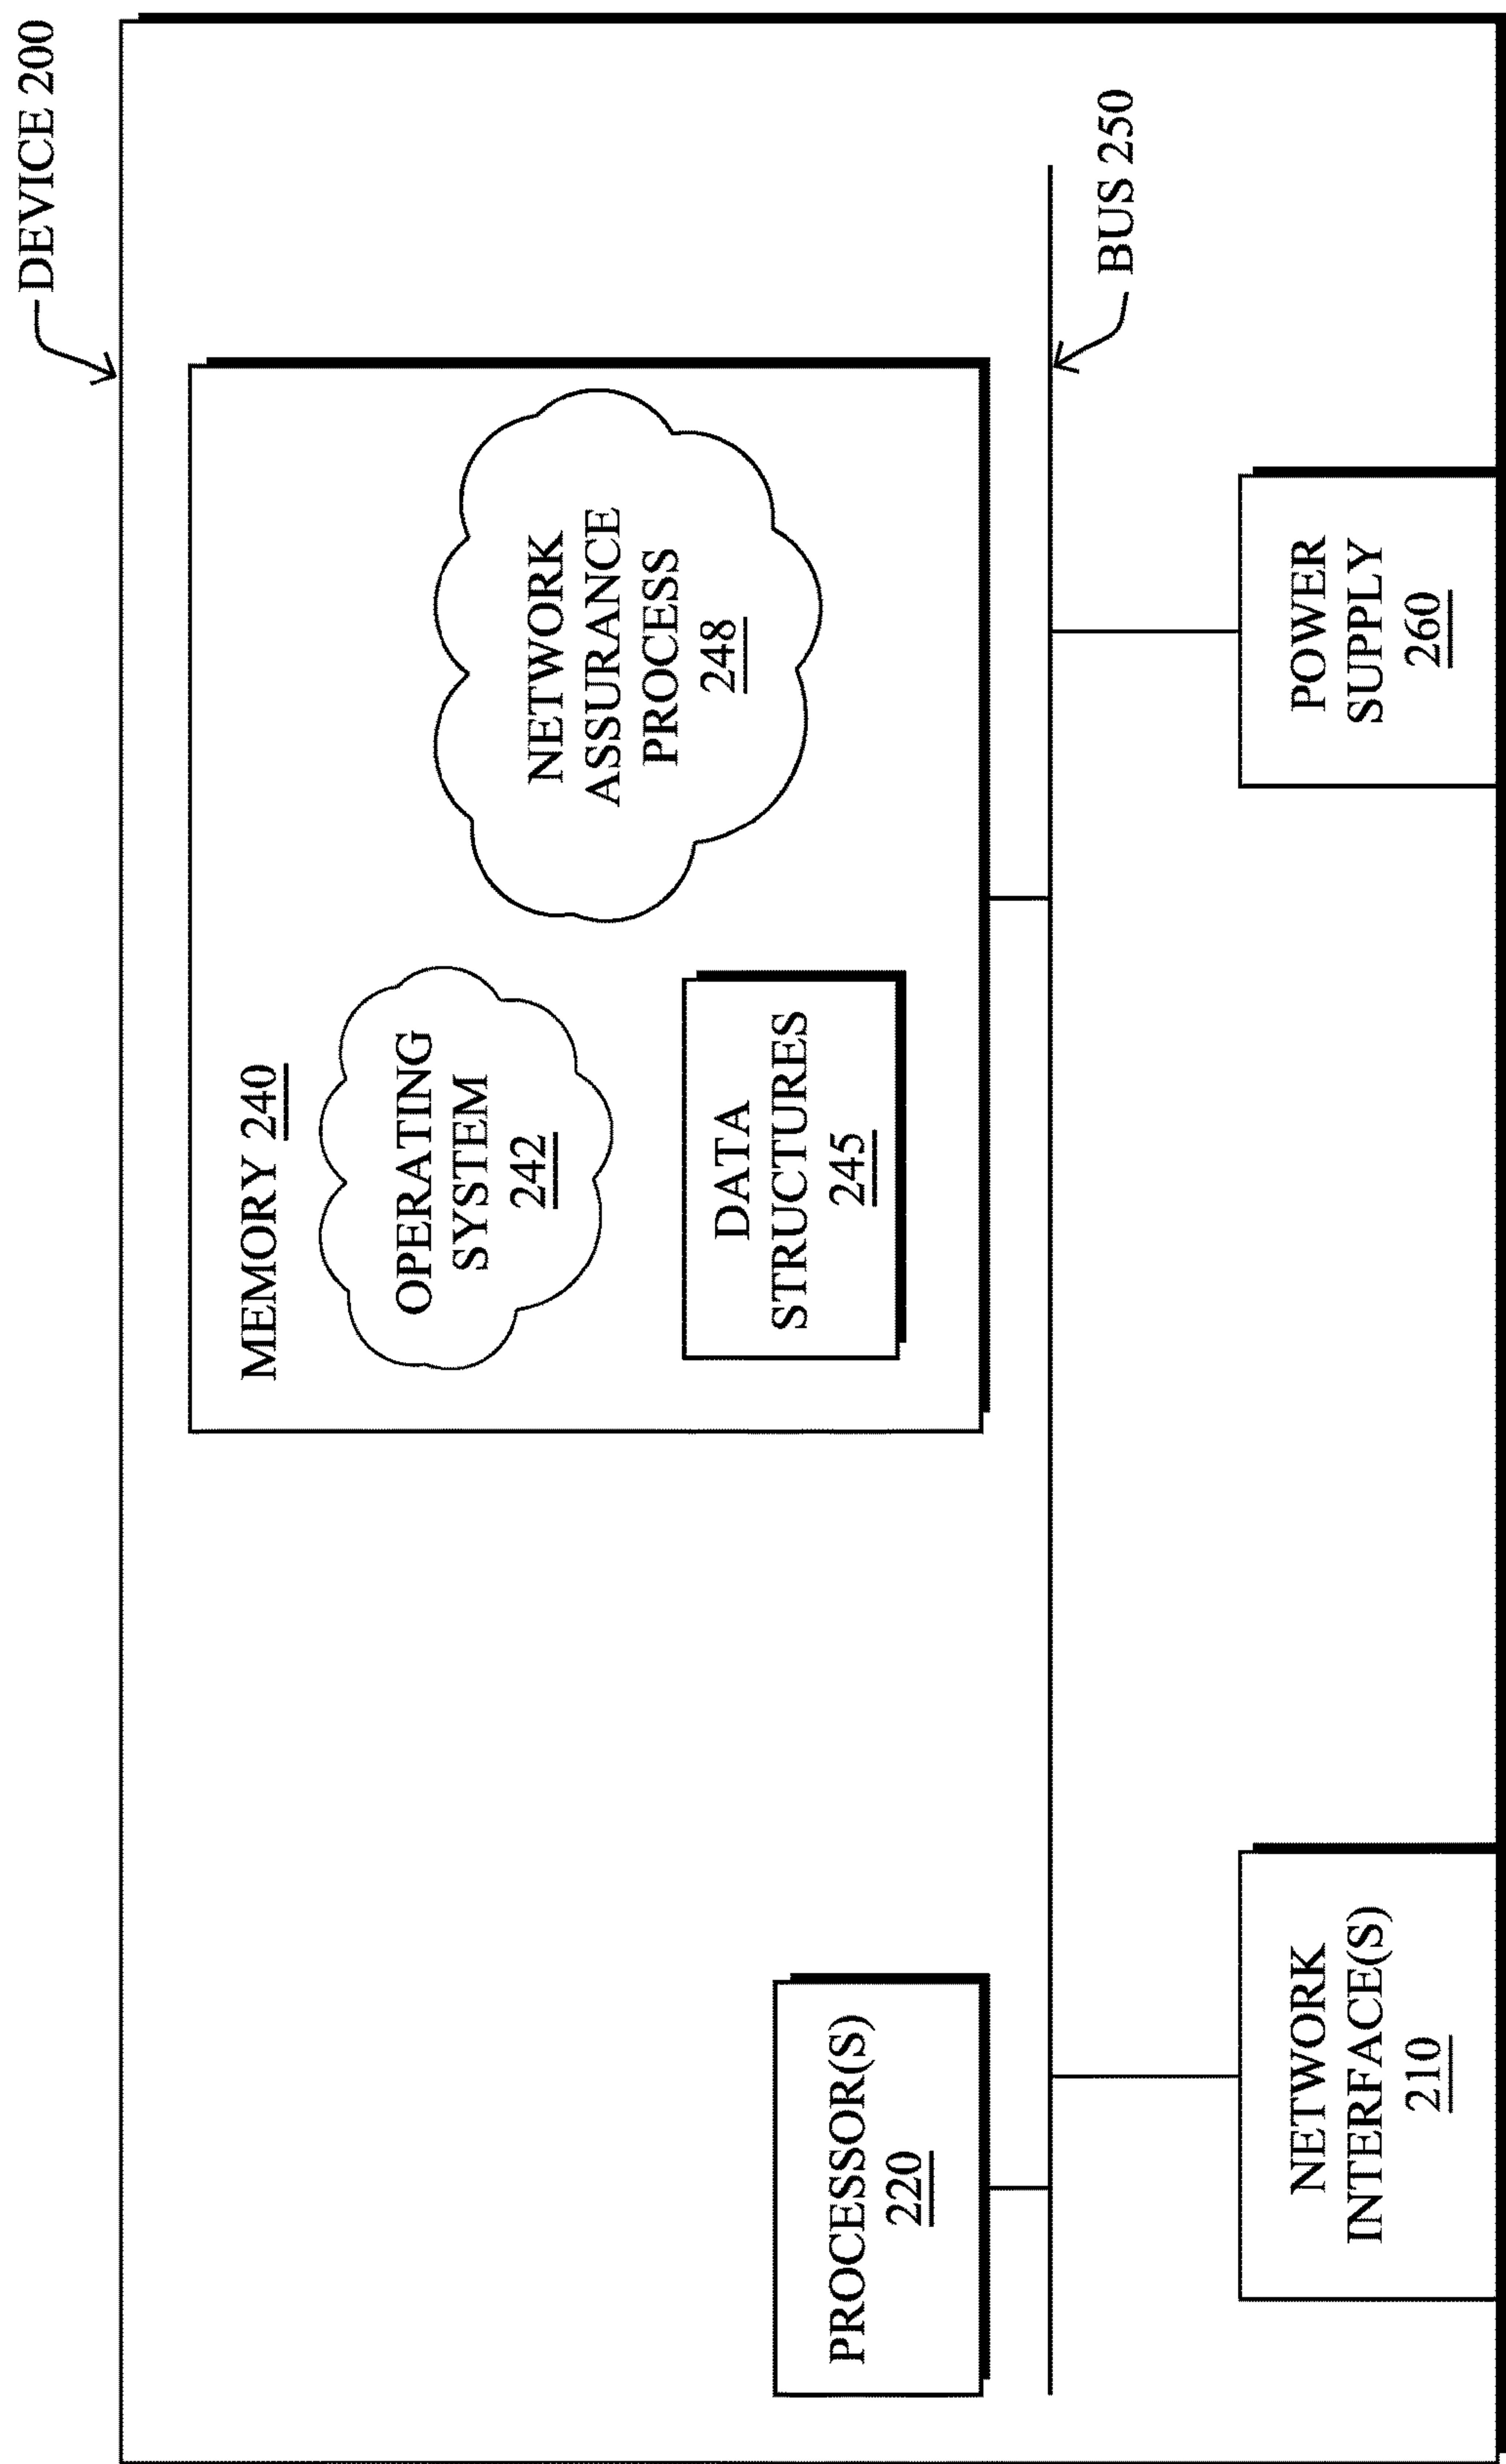 DEVICE 200
MEMORY 240
OPERATING
SYSTEM
242
DATA
STRUCTURES
245
NETWORK
ASSURANCE
PROCESS
248
PROCESSOR(S)
220
BUS 250
NETWORK
INTERFACE(S)
210
POWER
SUPPLY
260